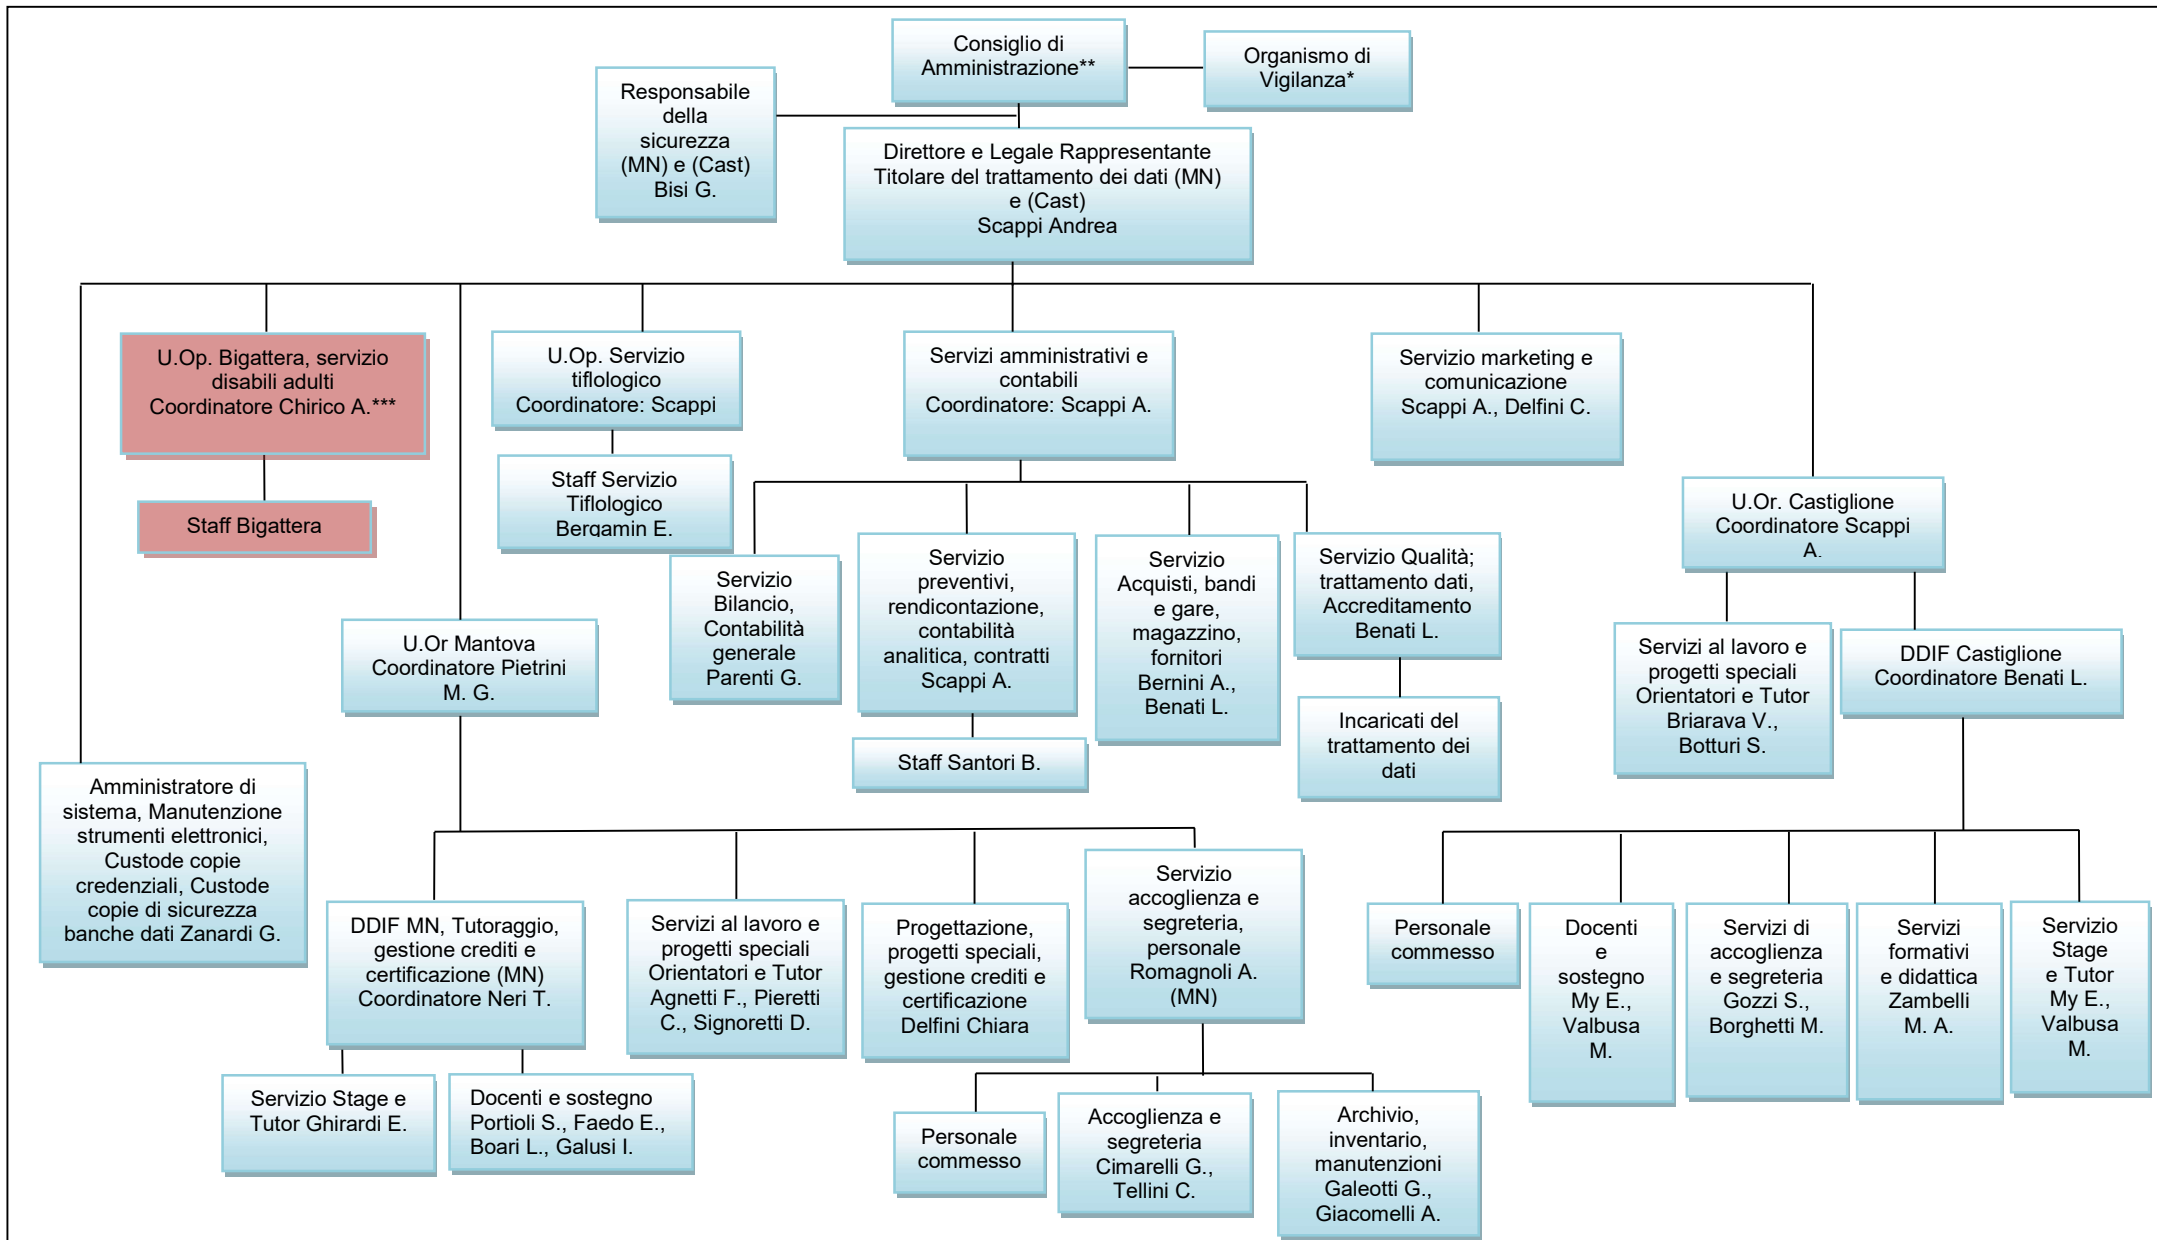 Consiglio di
Amministrazione**
Organismo di
Vigilanza*
Responsabile
della
sicurezza
(MN) e (Cast)
Bisi G.
Direttore e Legale Rappresentante
Titolare del trattamento dei dati (MN)
e (Cast)
Scappi Andrea
U.Op. Bigattera, servizio
disabili adulti
Coordinatore Chirico A.***
Staff Bigattera
U.Op. Servizio
tiflologico
Coordinatore: Scappi
Staff Servizio
Tiflologico
Bergamin E.
Servizi amministrativi e
contabili
Coordinatore: Scappi A.
Servizio marketing e
comunicazione
Scappi A., Delfini C.
U.Or. Castiglione
Coordinatore Scappi
A.
Servizio
Bilancio,
Contabilità
generale
Parenti G.
Servizio
preventivi,
rendicontazione,
contabilità
analitica, contratti
Scappi A.
Staff Santori B.
Servizio
Acquisti, bandi
e gare,
magazzino,
fornitori
Bernini A.,
Benati L.
Servizio Qualità;
trattamento dati,
Accreditamento
Benati L.
Incaricati del
trattamento dei
dati
U.Or Mantova
Coordinatore Pietrini
M. G.
Servizi al lavoro e
progetti speciali
Orientatori e Tutor
Briarava V.,
Botturi S.
DDIF Castiglione
Coordinatore Benati L.
Amministratore di
sistema, Manutenzione
strumenti elettronici,
Custode copie
credenziali, Custode
copie di sicurezza
banche dati Zanardi G.
DDIF MN, Tutoraggio,
gestione crediti e
certificazione (MN)
Coordinatore Neri T.
Servizi al lavoro e
progetti speciali
Orientatori e Tutor
Agnetti F., Pieretti
C., Signoretti D.
Progettazione,
progetti speciali,
gestione crediti e
certificazione
Delfini Chiara
Servizio
accoglienza e
segreteria,
personale
Romagnoli A.
(MN)
Personale
commesso
Docenti
e
sostegno
My E.,
Valbusa
M.
Servizi di
accoglienza
e segreteria
Gozzi S.,
Borghetti M.
Servizi
formativi
e didattica
Zambelli
M. A.
Servizio
Stage
e Tutor
My E.,
Valbusa
M.
Servizio Stage e
Tutor Ghirardi E.
Docenti e sostegno
Portioli S., Faedo E.,
Boari L., Galusi I.
Personale
commesso
Accoglienza e
segreteria
Cimarelli G.,
Tellini C.
Archivio,
inventario,
manutenzioni
Galeotti G.,
Giacomelli A.